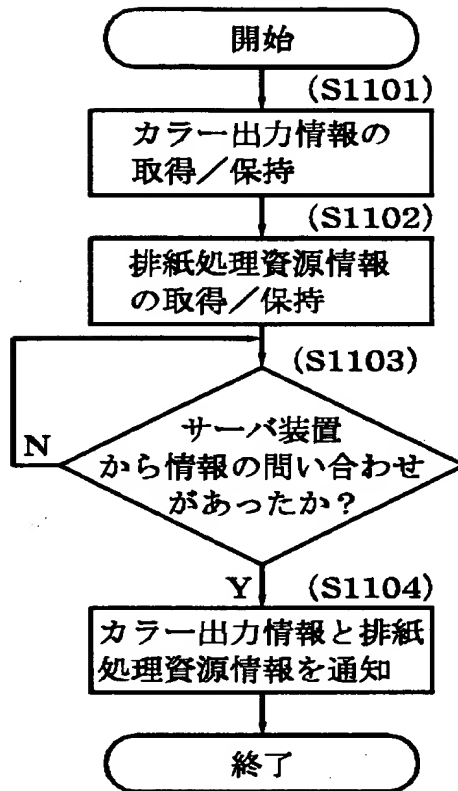 開始
(S1101)
カラー出力情報の
取得／保持
(S1102)
排紙処理資源情報
の取得／保持
(S1103)
サーバ装置
から情報の問い合わせ
があったか？
N
Y
(S1104)
カラー出力情報と排紙
処理資源情報を通知
終了